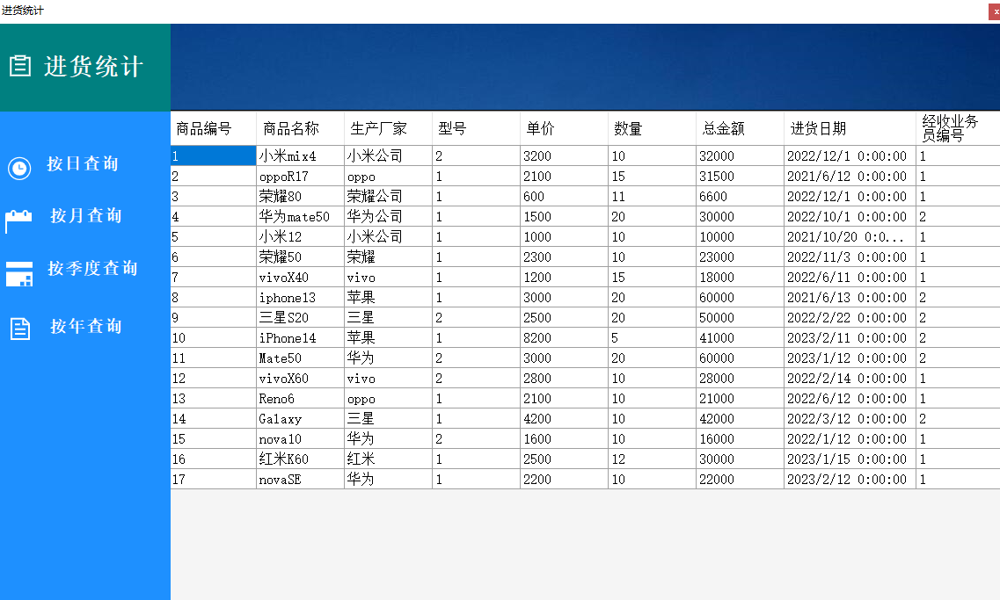 进货统计
x
进货统计
按日查询
按月查询
按季度查询
按年查询
商品编号 商品名称 生产厂家 型号 单价 数量 总金额 进货日期 经收业务
员编号
1 小米mix4 小米公司 2 3200 10 32000 2022/12/1 0:00:00 1
2 oppoR17 oppo 1 2100 15 31500 2021/6/12 0:00:00 1
3 荣耀80 荣耀公司 1 600 11 6600 2022/12/1 0:00:00 1
4 华为mate50 华为公司 1 1500 20 30000 2022/10/1 0:00:00 2
5 小米12 小米公司 1 1000 10 10000 2021/10/20 0:0... 1
6 荣耀50 荣耀 1 2300 10 23000 2022/11/3 0:00:00 1
7 vivoX40 vivo 1 1200 15 18000 2022/6/11 0:00:00 1
8 iphone13 苹果 1 3000 20 60000 2021/6/13 0:00:00 2
9 三星S20 三星 2 2500 20 50000 2022/2/22 0:00:00 2
10 iPhone14 苹果 1 8200 5 41000 2023/2/11 0:00:00 2
11 Mate50 华为 2 3000 20 60000 2023/1/12 0:00:00 2
12 vivoX60 vivo 2 2800 10 28000 2022/2/14 0:00:00 1
13 Reno6 oppo 1 2100 10 21000 2022/6/12 0:00:00 1
14 Galaxy 三星 1 4200 10 42000 2022/3/12 0:00:00 2
15 nova10 华为 2 1600 10 16000 2022/1/12 0:00:00 1
16 红米K60 红米 1 2500 12 30000 2023/1/15 0:00:00 1
17 novaSE 华为 1 2200 10 22000 2023/2/12 0:00:00 1